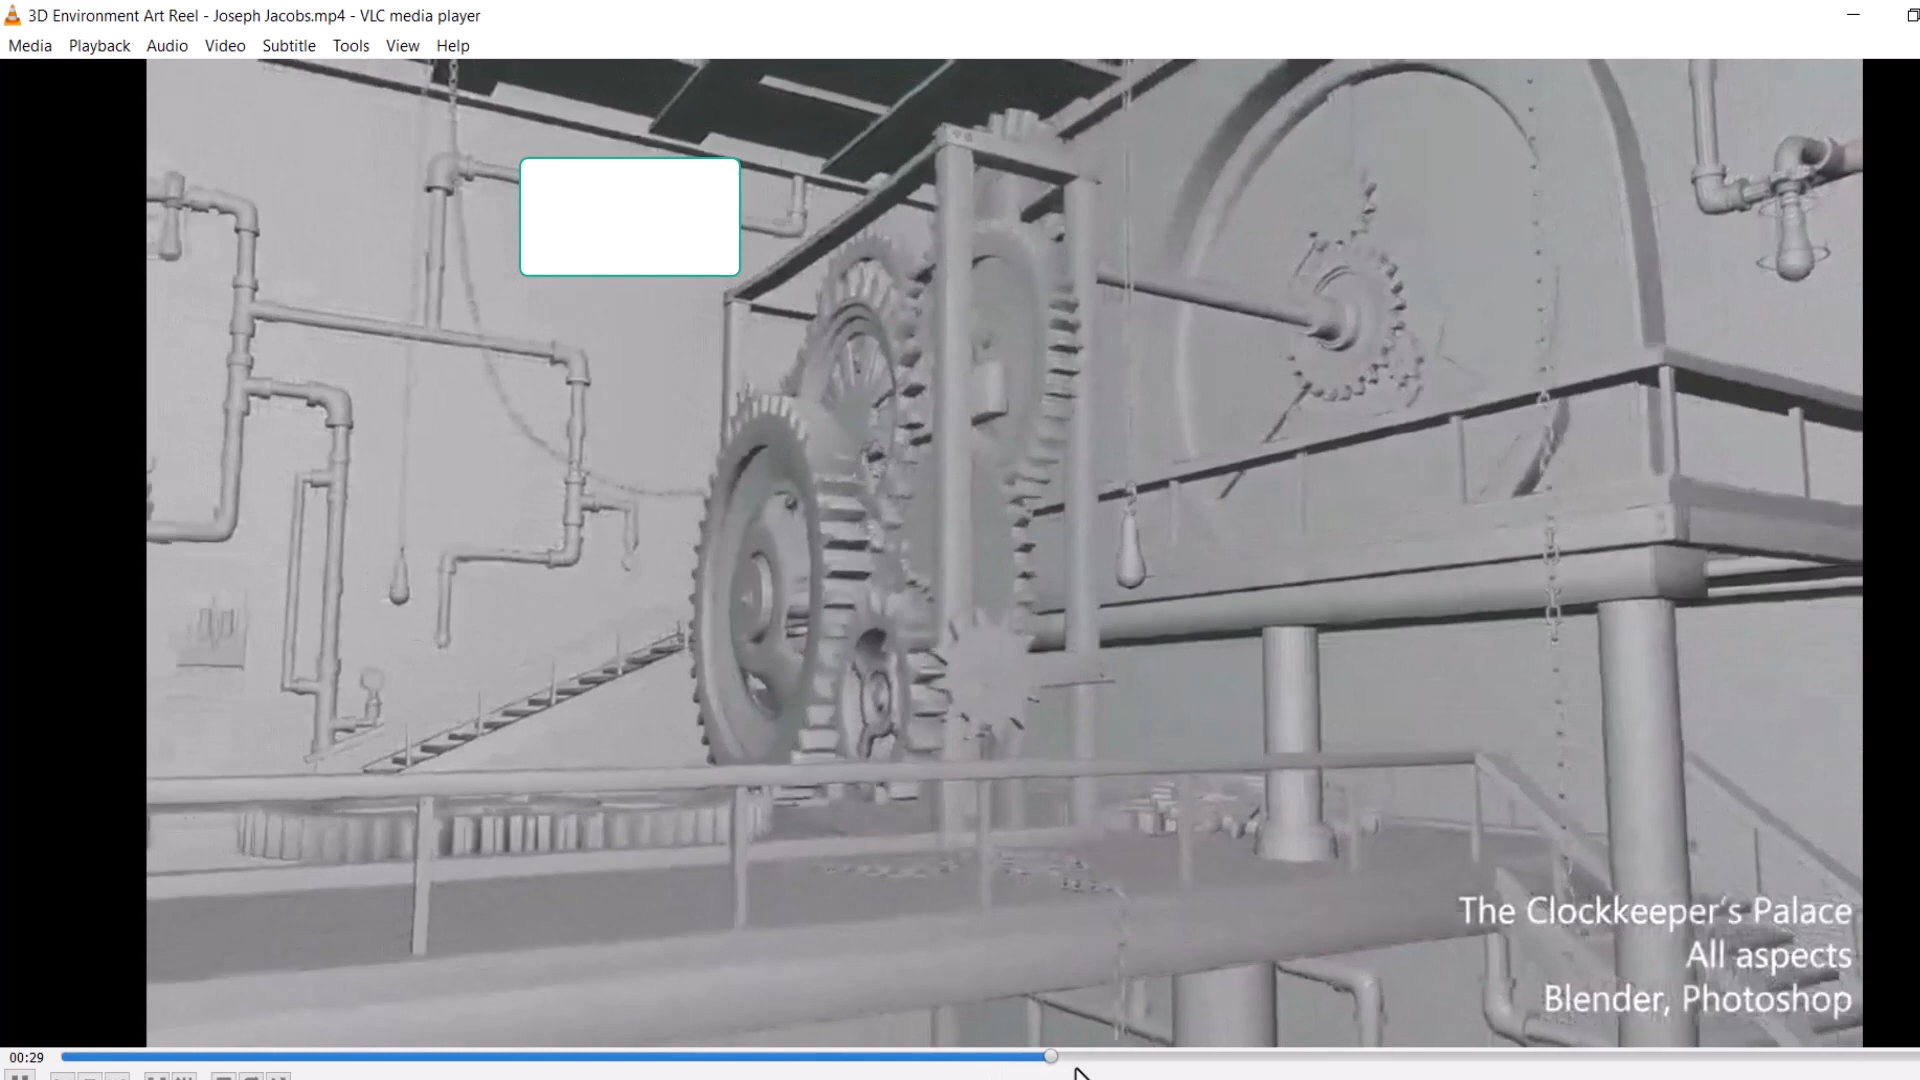 3D Environment Art Reel - Joseph Jacobs.mp4 - VLC media player
Media Playback Audio Video Subtitle Tools View Help
The Clockkeeper's Palace
All aspects
Blender, Photoshop
00:29